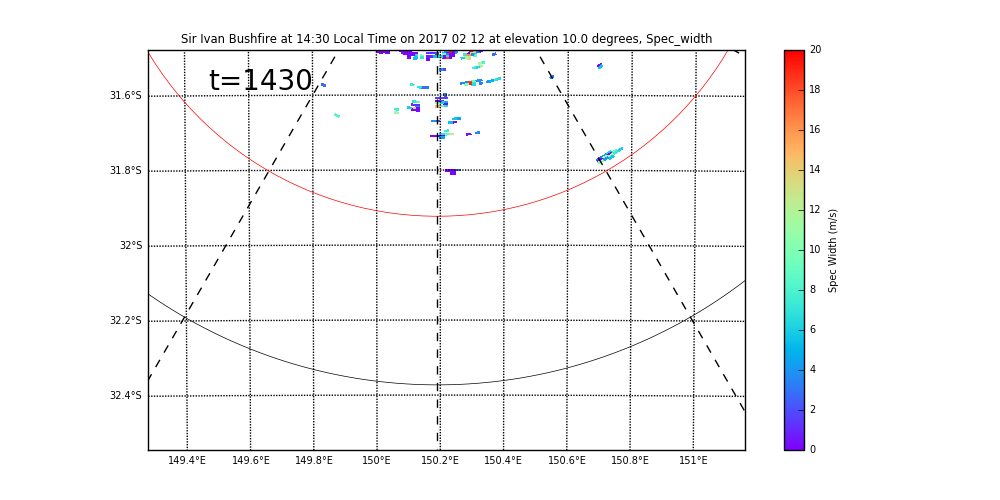 Sir Ivan Bushfire at 14:30 Local Time on 2017 02 12 at elevation 10.0 degrees, Spec_width
t=1430
31.6°S
31.8°S
32°S
32.2°S
32.4°S
149.4°E 149.6°E 149.8°E 150°E 150.2°E 150.4°E 150.6°E 150.8°E 151°E
20
18
16
14
12
10
8
6
4
2
0
Spec Width (m/s)